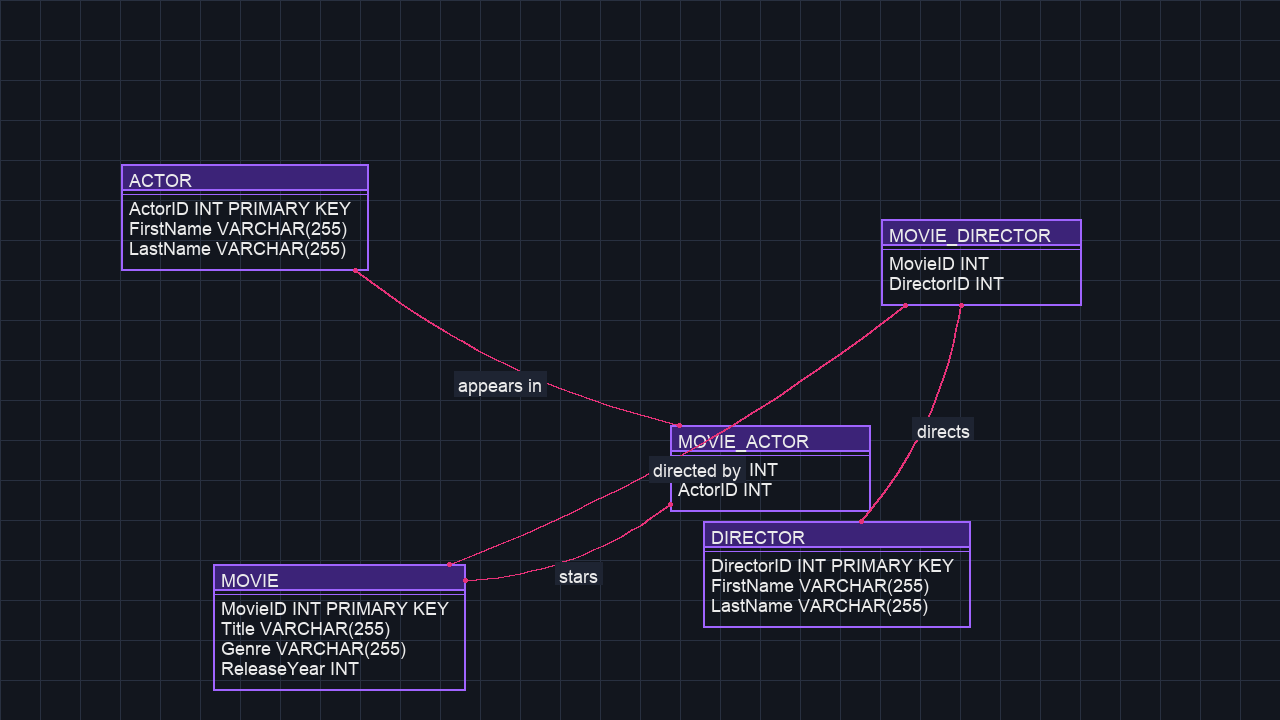 ACTOR
ActorID INT PRIMARY KEY
FirstName VARCHAR(255)
LastName VARCHAR(255)
MOVIE_DIRECTOR
MovieID INT
DirectorID INT
appears in
directs
MOVIE_ACTOR
directed by INT
ActorID INT
DIRECTOR
DirectorID INT PRIMARY KEY
FirstName VARCHAR(255)
LastName VARCHAR(255)
stars
MOVIE
MovieID INT PRIMARY KEY
Title VARCHAR(255)
Genre VARCHAR(255)
ReleaseYear INT